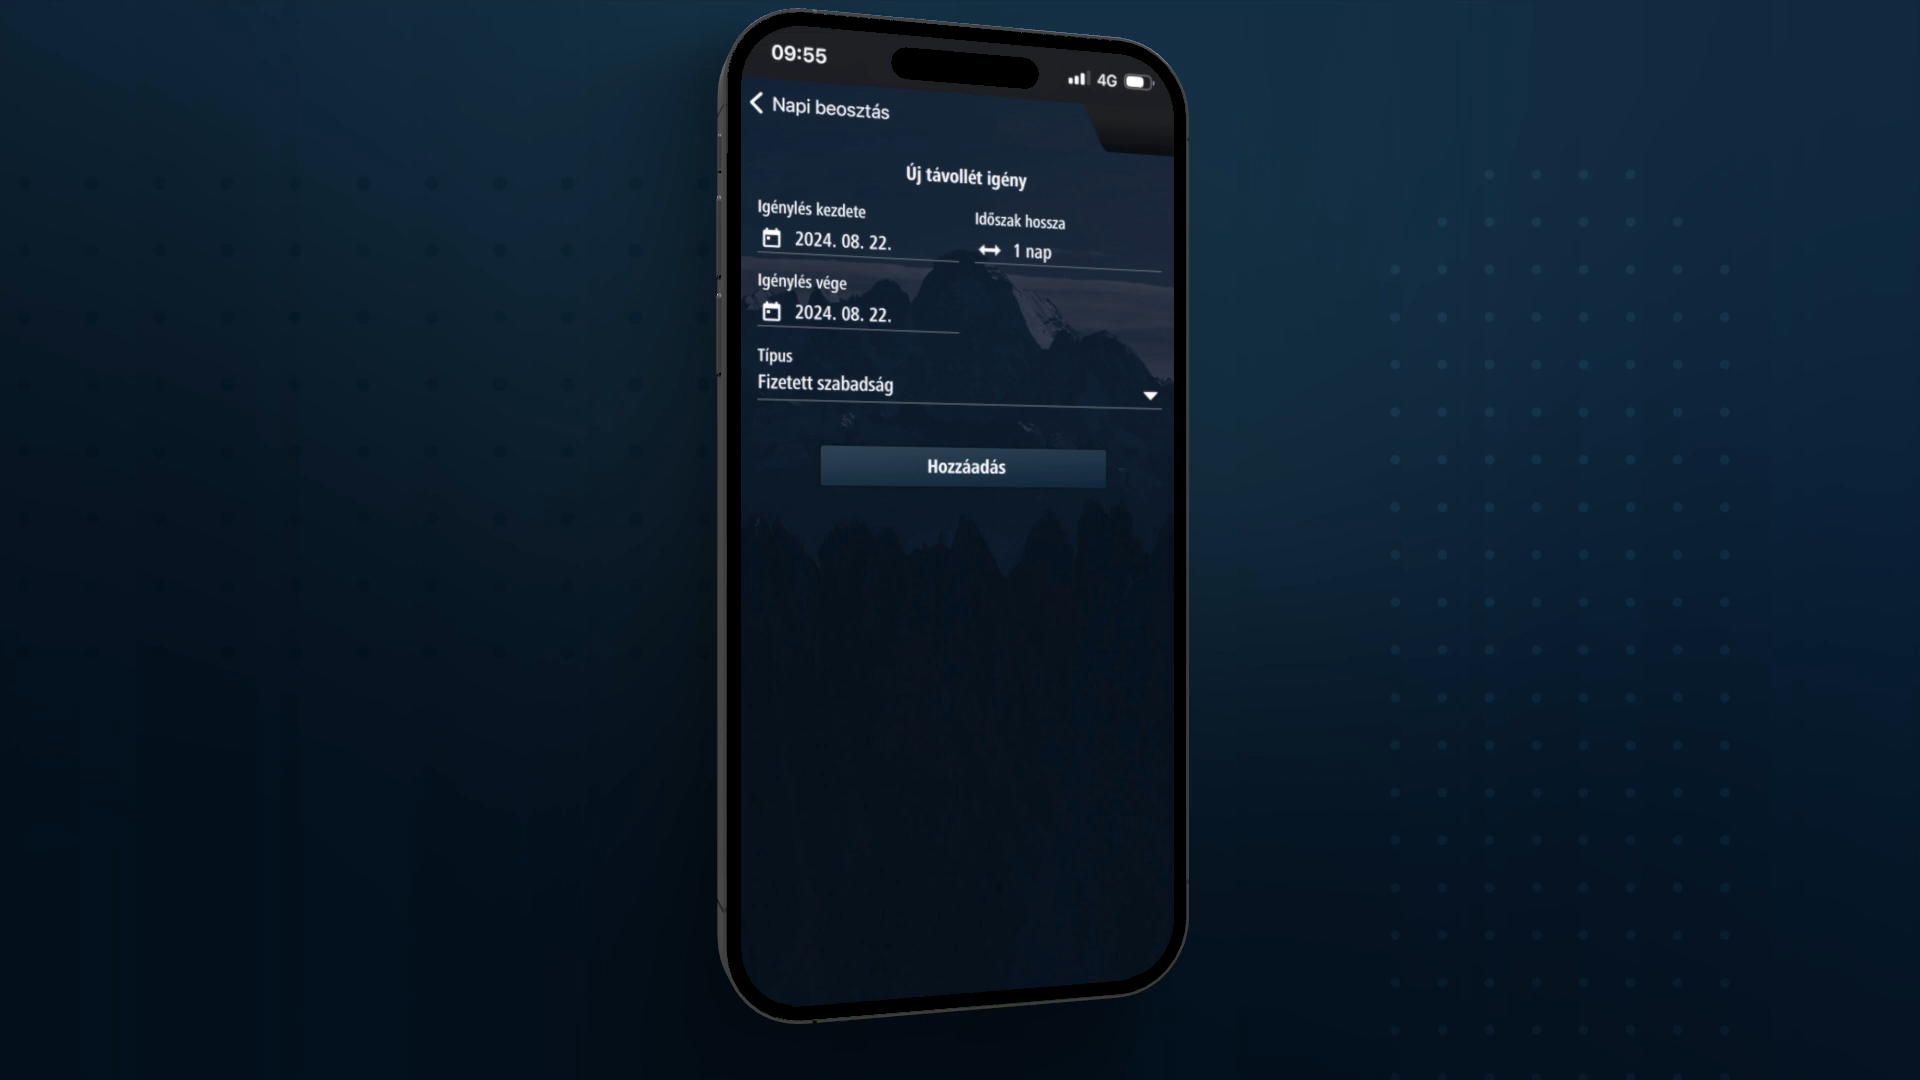 09:55
4G
Napi beosztás
Új távollét igény
Igénylés kezdete
Időszak hossza
2024. 08. 22.
1 nap
Igénylés vége
2024. 08. 22.
Típus
Fizetett szabadság
Hozzáadás